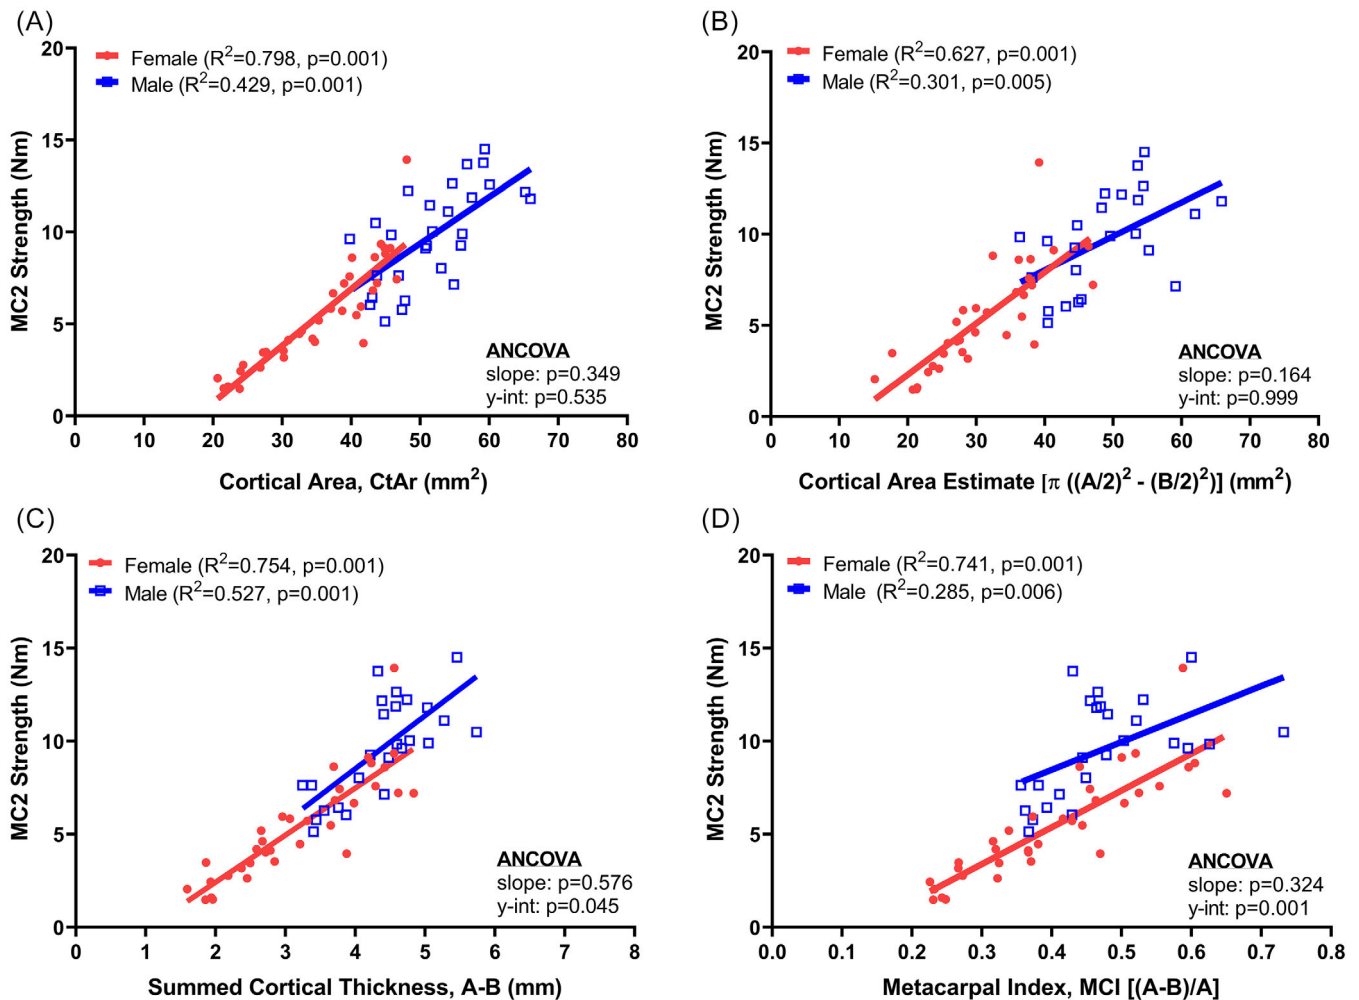 (A)
Female (R²=0.798, p=0.001)
Male (R²=0.429, p=0.001)
MC2 Strength (Nm)
20
15
10
5
0
ANCOVA
slope: p=0.349
y-int: p=0.535
0 10 20 30 40 50 60 70 80
Cortical Area, CtAr (mm²)
(B)
Female (R²=0.627, p=0.001)
Male (R²=0.301, p=0.005)
MC2 Strength (Nm)
20
15
10
5
0
ANCOVA
slope: p=0.164
y-int: p=0.999
0 10 20 30 40 50 60 70 80
Cortical Area Estimate [π ((A/2)² - (B/2)²)] (mm²)
(C)
Female (R²=0.754, p=0.001)
Male (R²=0.527, p=0.001)
MC2 Strength (Nm)
20
15
10
5
0
ANCOVA
slope: p=0.576
y-int: p=0.045
0 1 2 3 4 5 6 7 8
Summed Cortical Thickness, A-B (mm)
(D)
Female (R²=0.741, p=0.001)
Male (R²=0.285, p=0.006)
MC2 Strength (Nm)
20
15
10
5
0
ANCOVA
slope: p=0.324
y-int: p=0.001
0.0 0.1 0.2 0.3 0.4 0.5 0.6 0.7 0.8
Metacarpal Index, MCI [(A-B)/A]